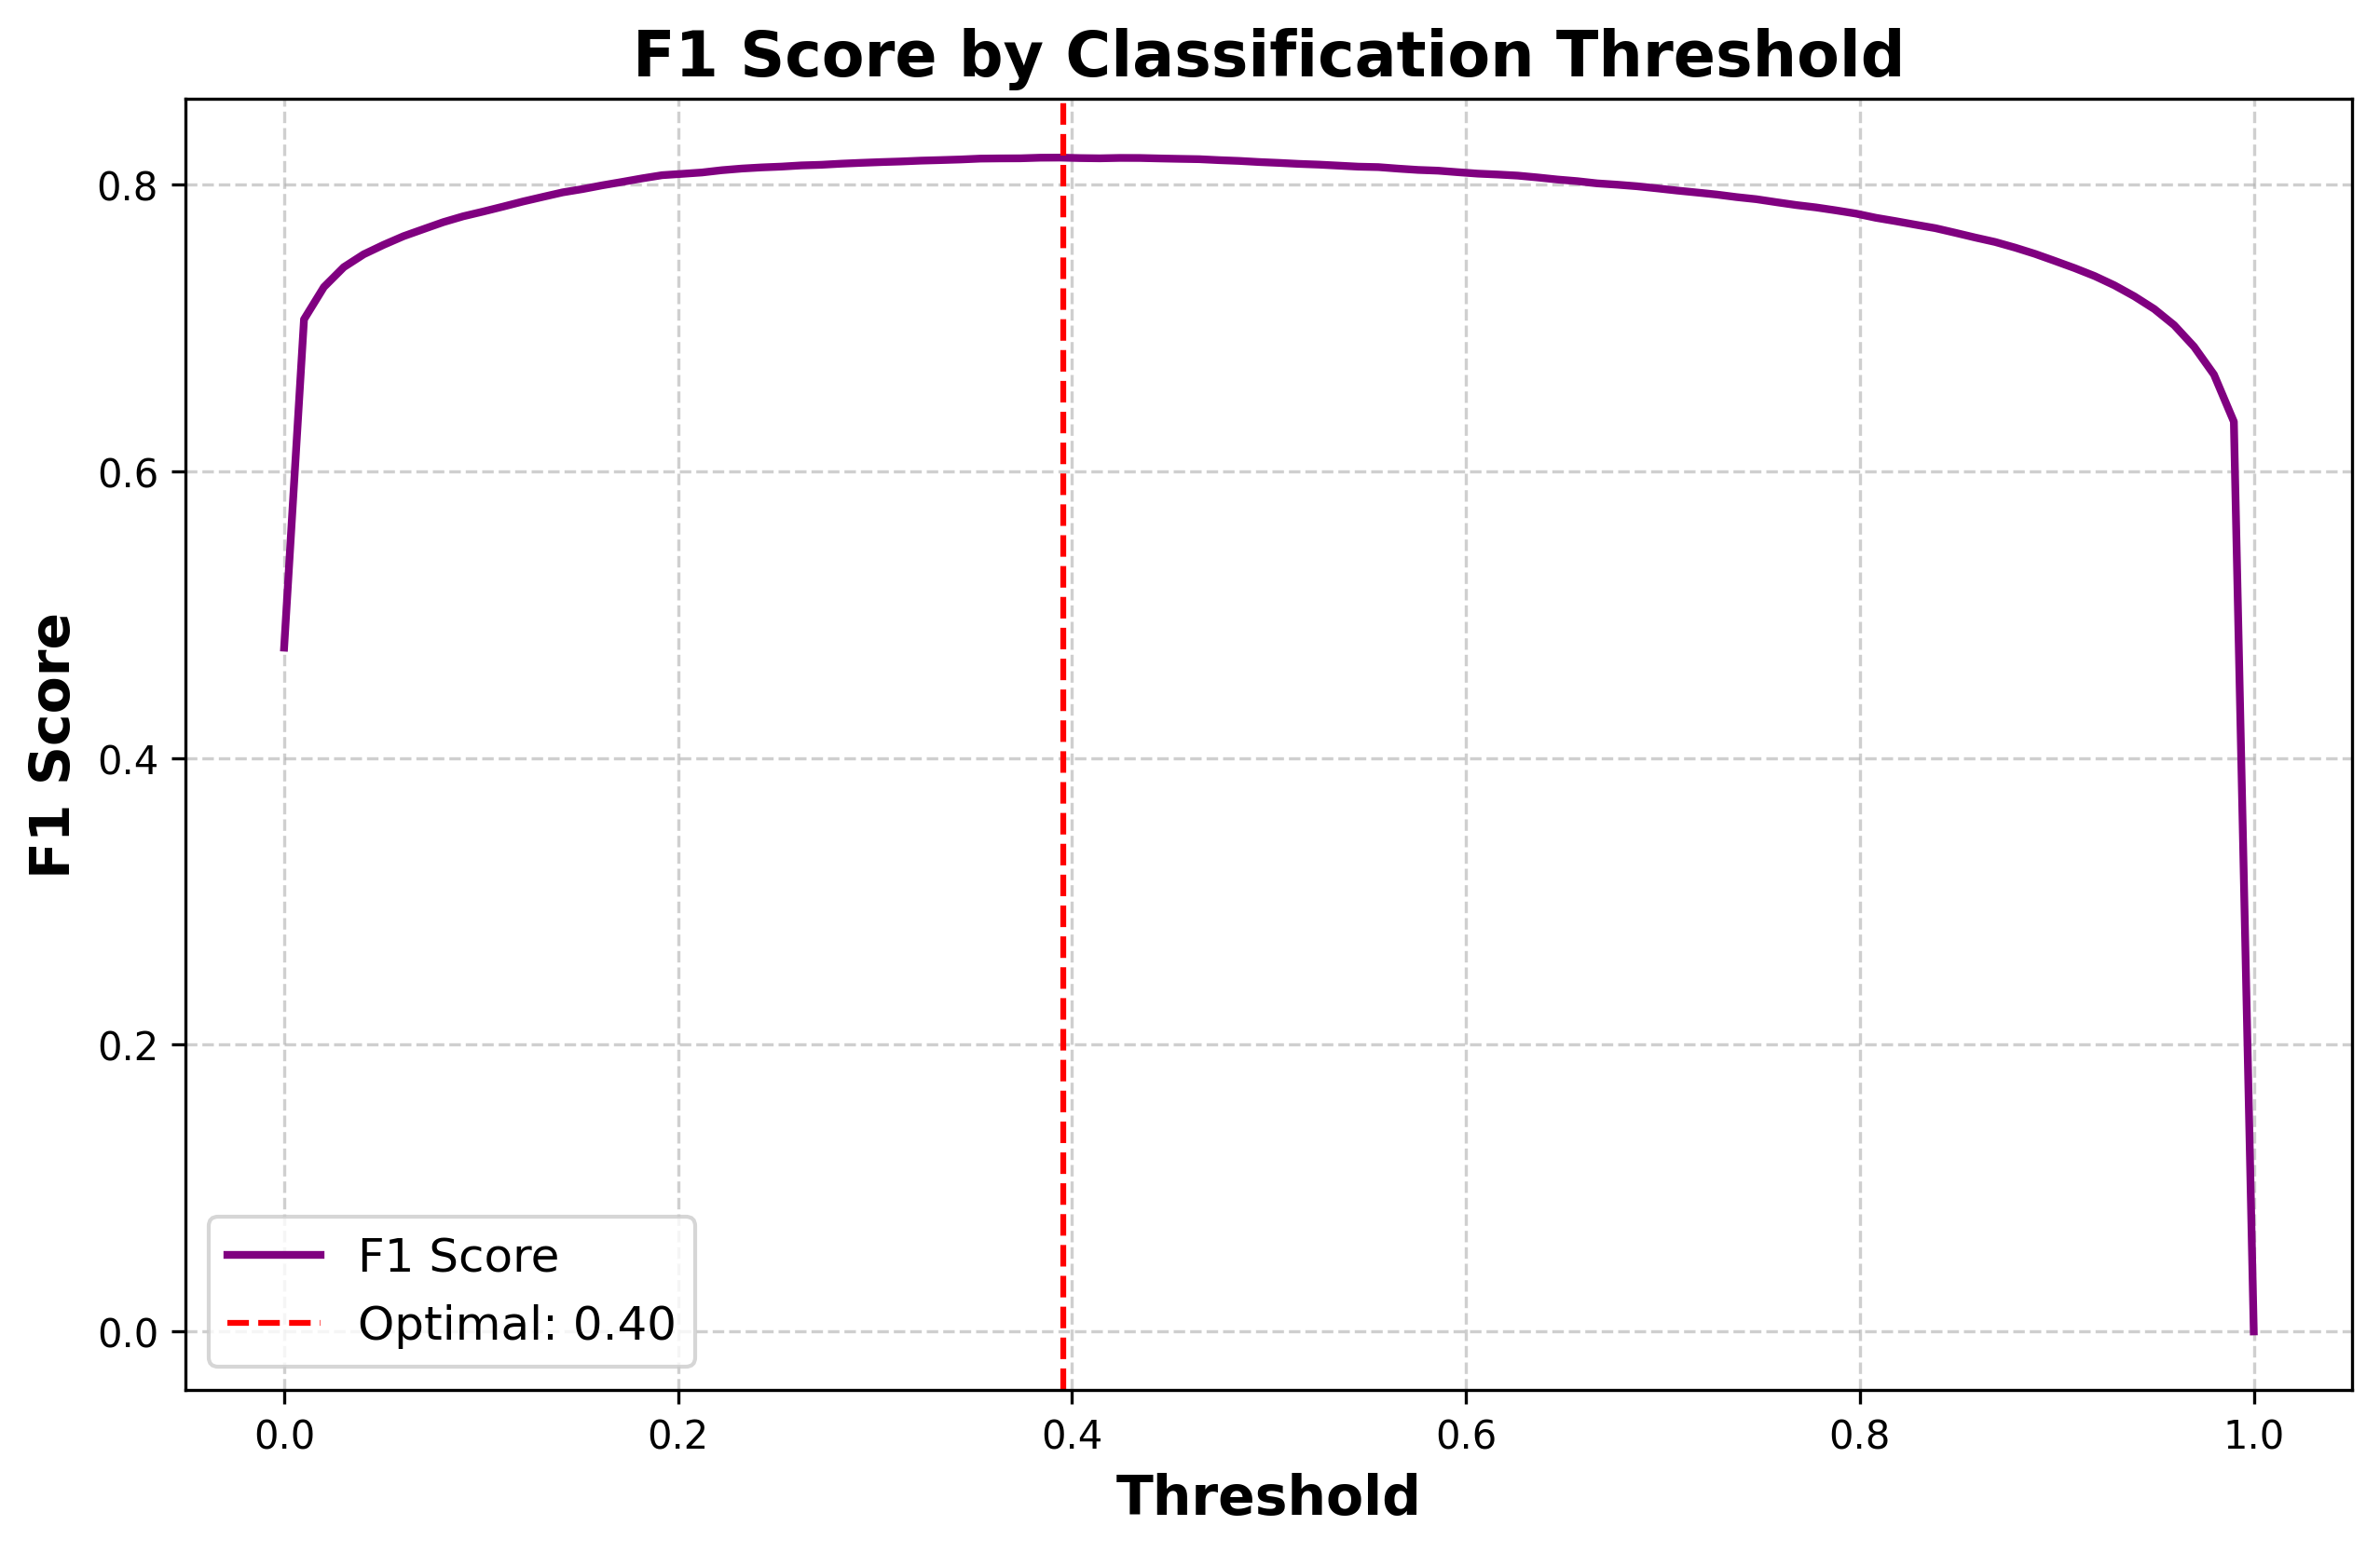 F1 Score by Classification Threshold
F1 Score
0.8
0.6
0.4
0.2
0.0
F1 Score
Optimal: 0.40
0.0 0.2 0.4 0.6 0.8 1.0
Threshold